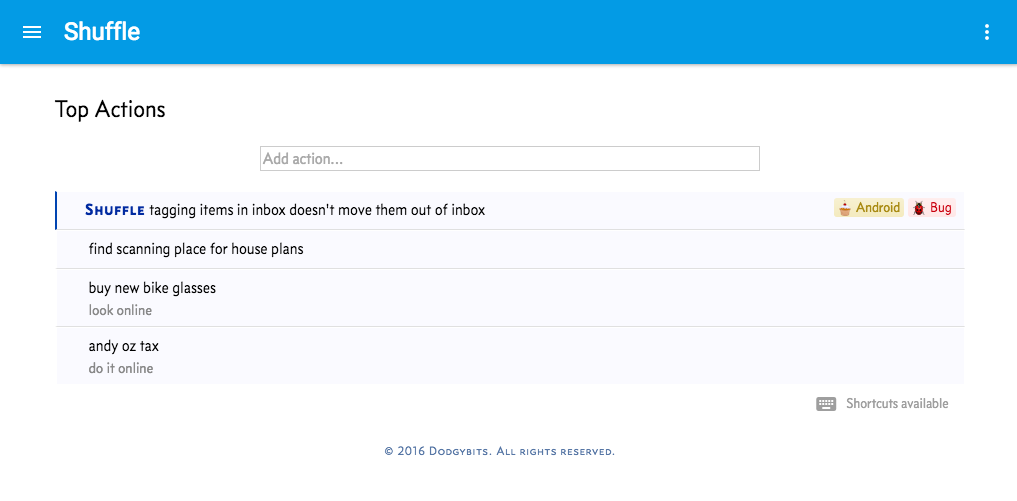 Shuffle
Top Actions
Add action...
SHUFFLE tagging items in inbox doesn't move them out of inbox Android Bug
find scanning place for house plans
buy new bike glasses
look online
andy oz tax
do it online
Shortcuts available
© 2016 DODGYBITS. ALL RIGHTS RESERVED.